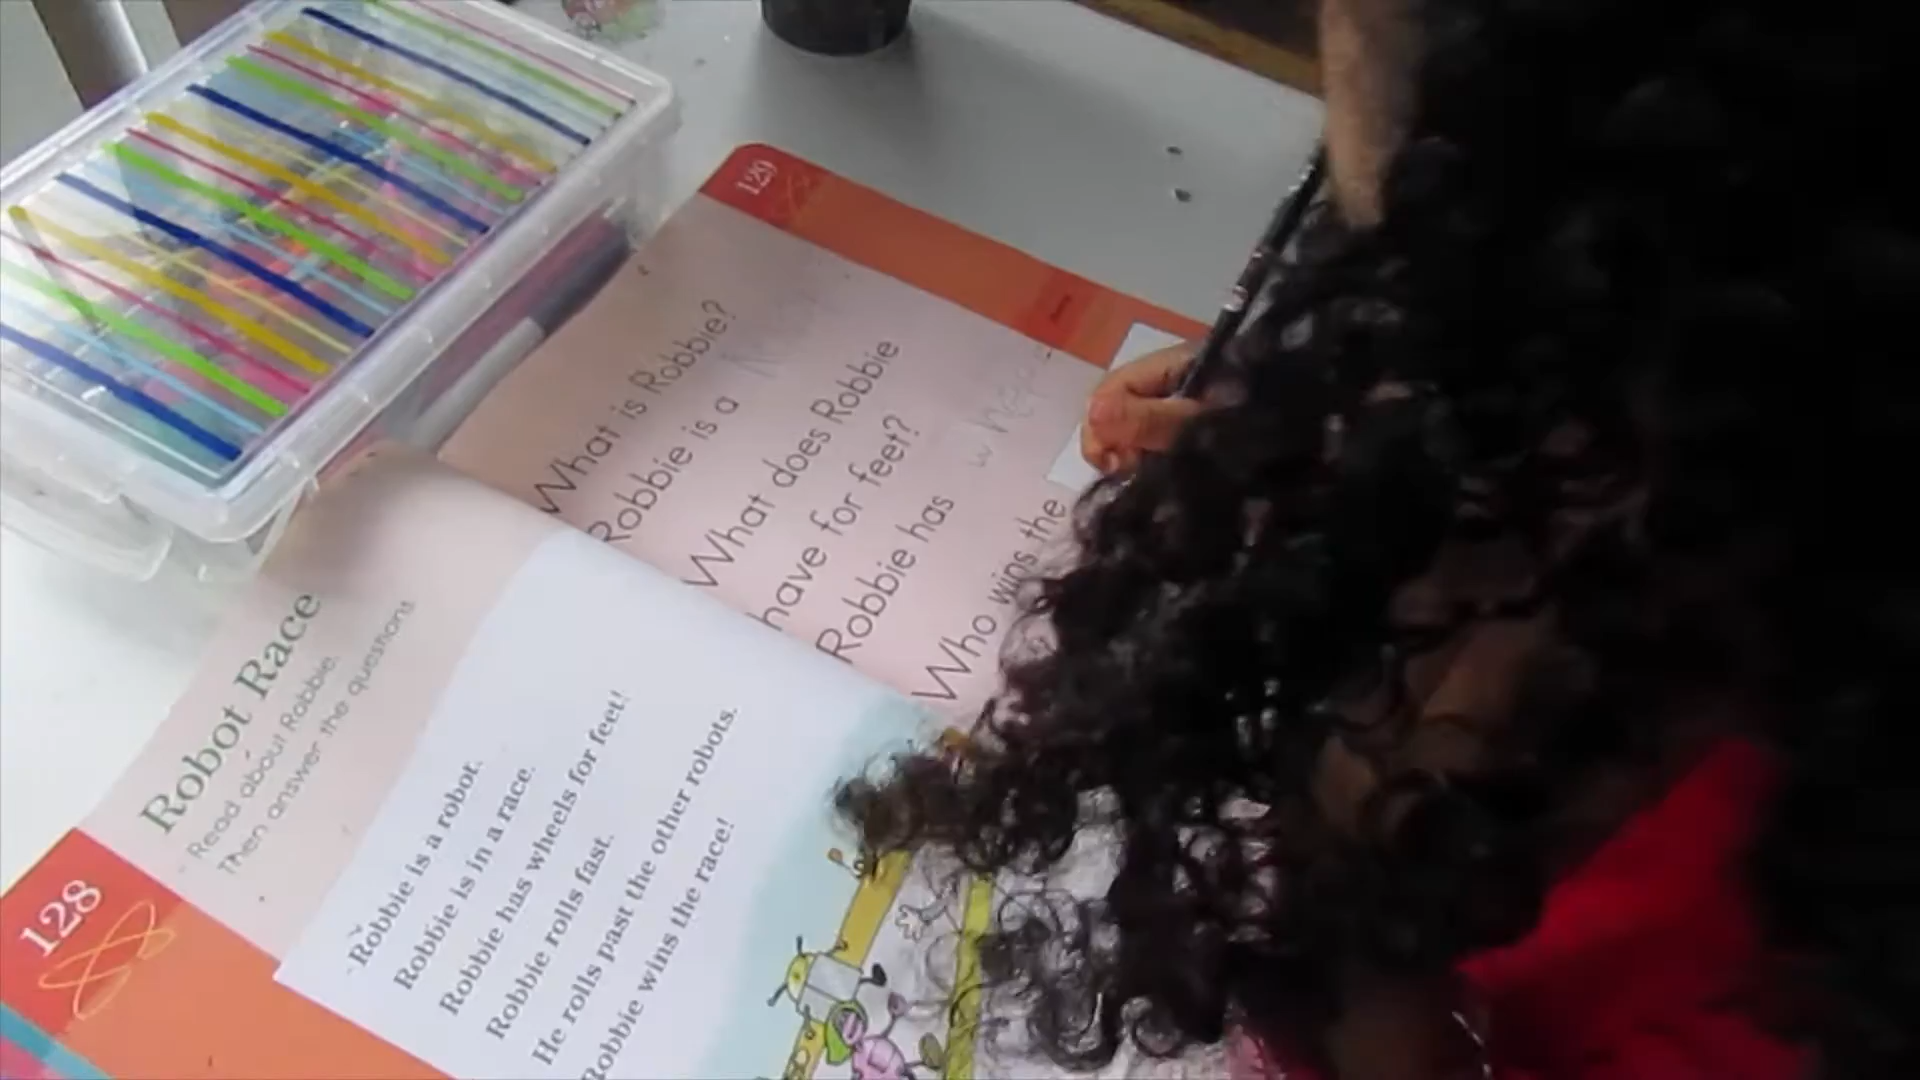 128
Robot Race
Read about Robbie.
Then answer the questions.
Robbie is a robot.
Robbie is in a race.
Robbie has wheels for feet!
Robbie rolls fast.
He rolls past the other robots.
Robbie wins the race!
129
What is Robbie?
Robbie is a
What does Robbie
have for feet?
Robbie has
Who wins the